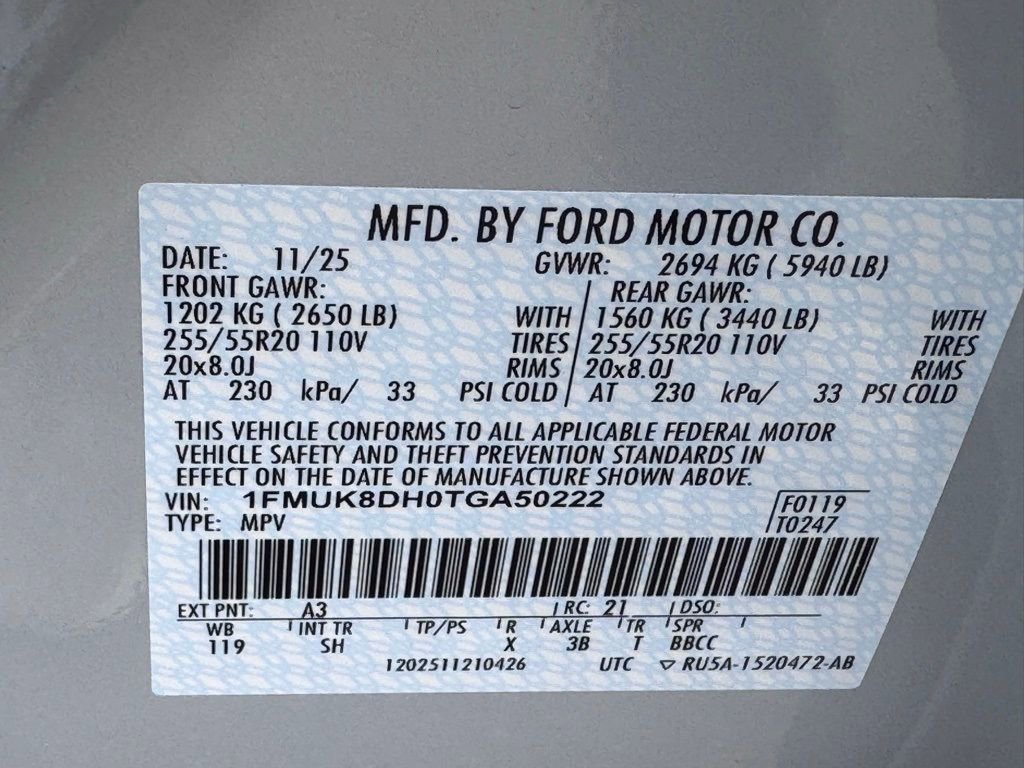 MFD. BY FORD MOTOR CO.
DATE: 11/25 GVWR: 2694 KG ( 5940 LB)
FRONT GAWR: REAR GAWR:
1202 KG ( 2650 LB) WITH 1560 KG ( 3440 LB) WITH
255/55R20 110V TIRES 255/55R20 110V TIRES
20x8.0J RIMS 20x8.0J RIMS
AT 230 kPa/ 33 PSI COLD AT 230 kPa/ 33 PSI COLD
THIS VEHICLE CONFORMS TO ALL APPLICABLE FEDERAL MOTOR
VEHICLE SAFETY AND THEFT PREVENTION STANDARDS IN
EFFECT ON THE DATE OF MANUFACTURE SHOWN ABOVE.
VIN: 1FMUK8DH0TGA50222 F0119
TYPE: MPV T0247
EXT PNT: A3 RC: 21 DSO:
WB INT TR TP/PS R AXLE TR SPR
119 SH X 3B T BBCC
1202511210426 UTC ▽ RU5A-1520472-AB